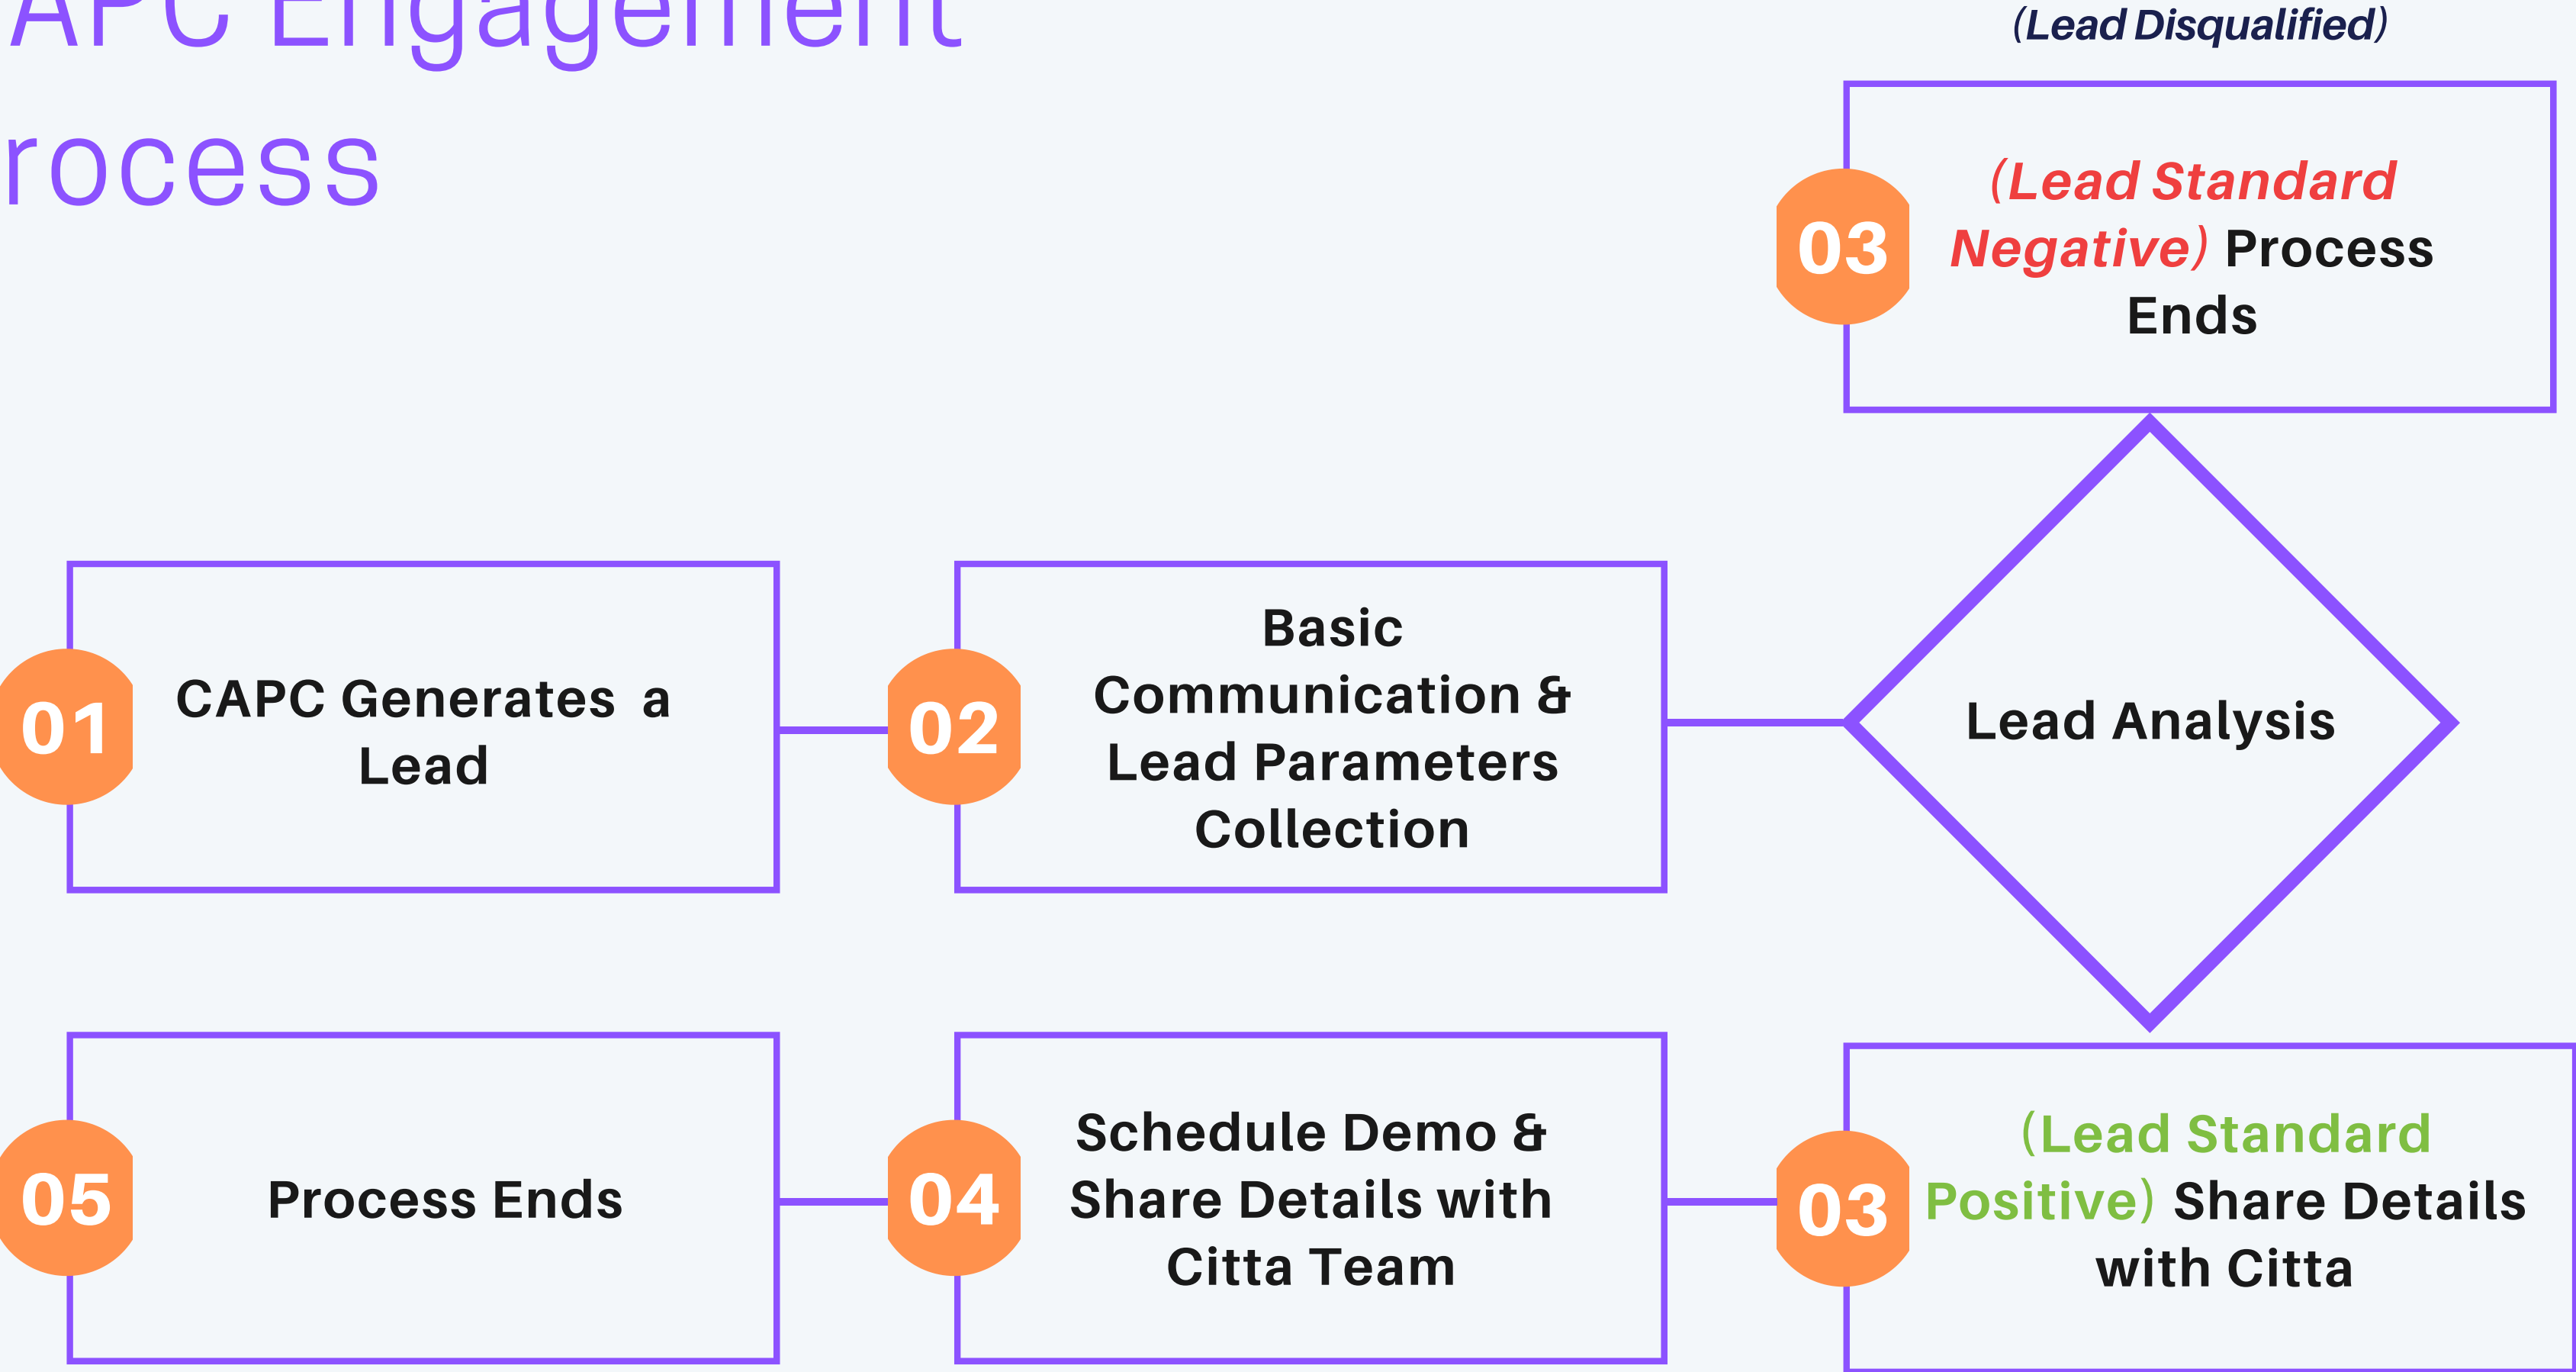 APC Engagement
rocess
(Lead Disqualified)
03
(Lead Standard
Negative) Process
Ends
01
CAPC Generates  a
Lead
02
Basic
Communication &
Lead Parameters
Collection
Lead Analysis
05
Process Ends
04
Schedule Demo &
Share Details with
Citta Team
03
(Lead Standard
Positive) Share Details
with Citta